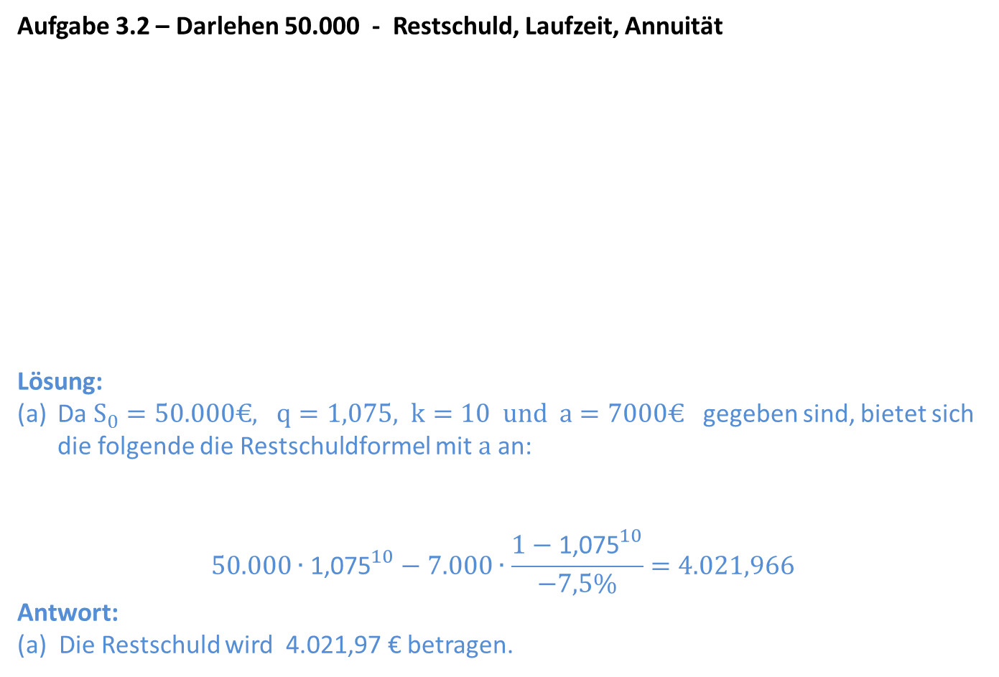 Aufgabe 3.2 – Darlehen 50.000 - Restschuld, Laufzeit, Annuität
Lösung:
(a) Da S₀ = 50.000€, q = 1,075, k = 10 und a = 7000€ gegeben sind, bietet sich
die folgende die Restschuldformel mit a an:
50.000 · 1,075¹⁰ − 7.000 · (1 − 1,075¹⁰)/(−7,5%) = 4.021,966
Antwort:
(a) Die Restschuld wird 4.021,97 € betragen.